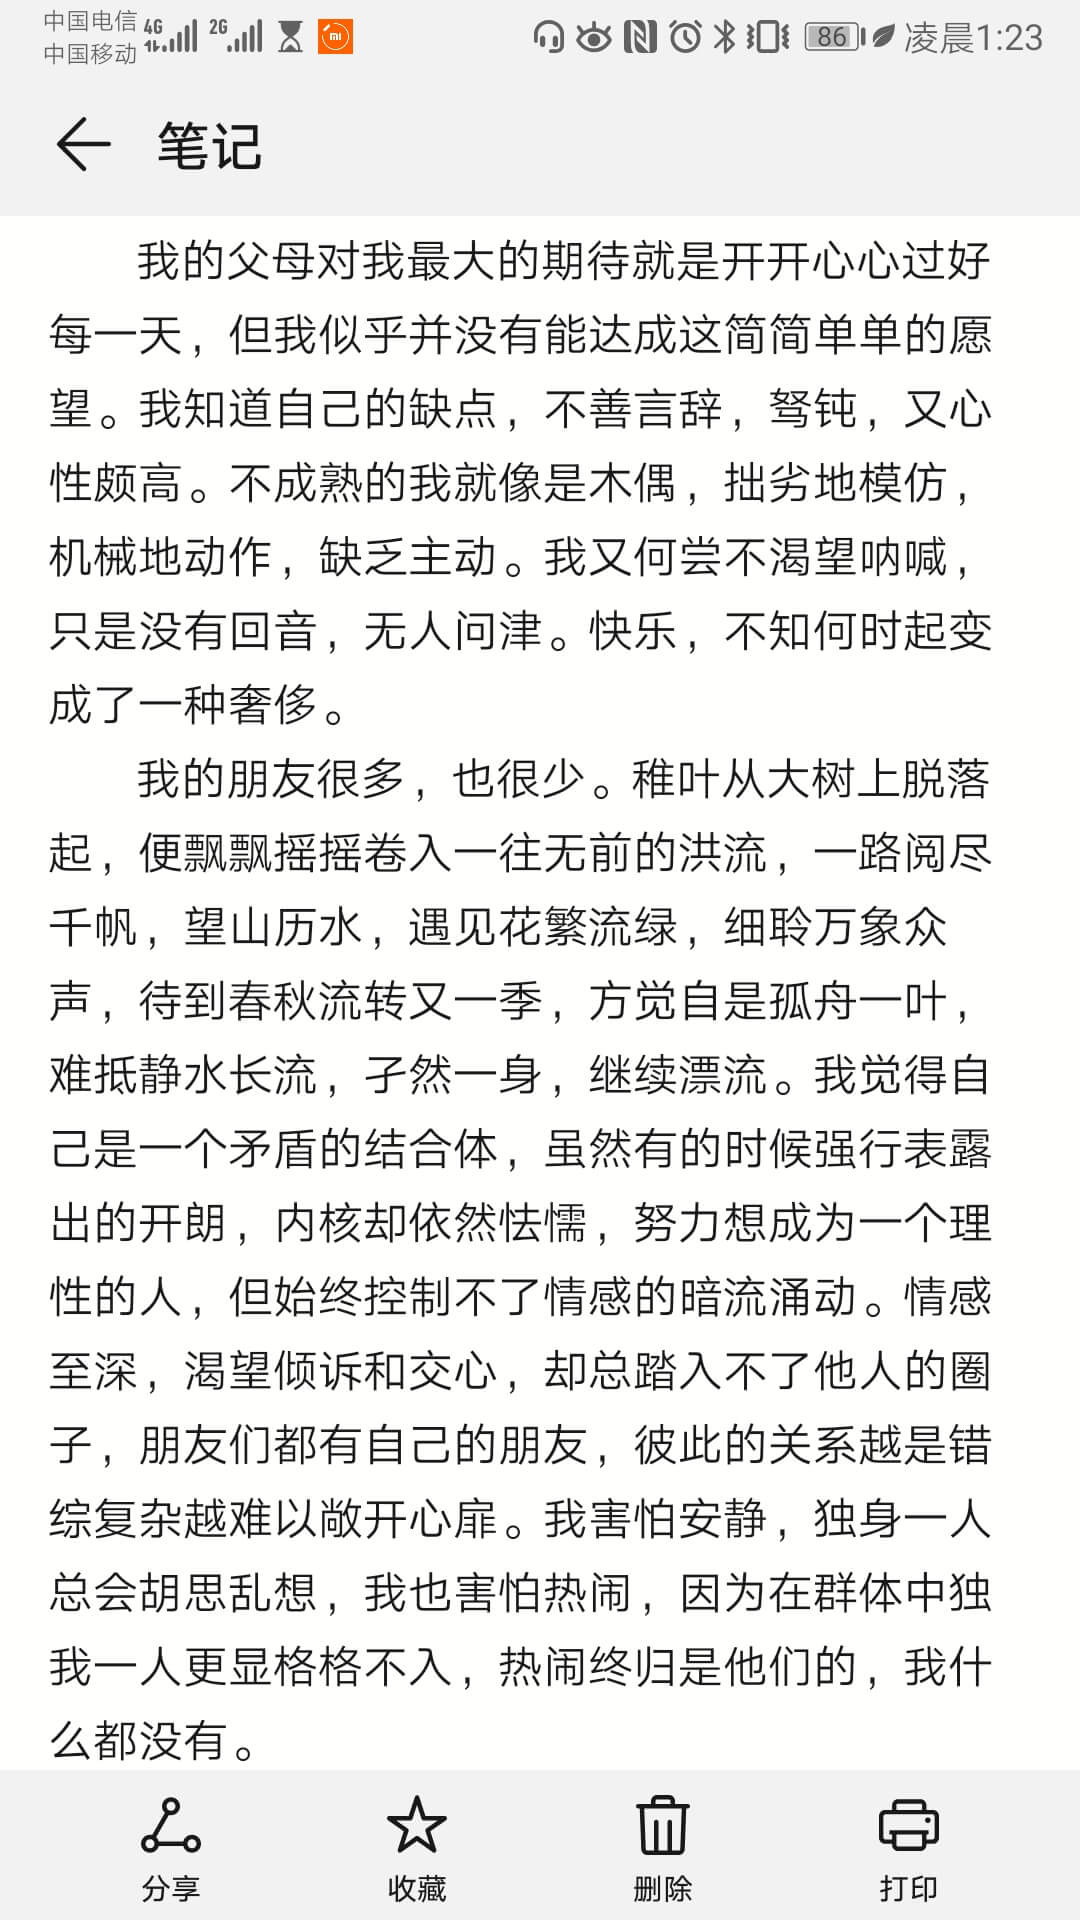 中国电信 4G 2G 86 凌晨1:23
中国移动
笔记
我的父母对我最大的期待就是开开心心过好
每一天，但我似乎并没有能达成这简简单单的愿
望。我知道自己的缺点，不善言辞，驽钝，又心
性颇高。不成熟的我就像是木偶，拙劣地模仿，
机械地动作，缺乏主动。我又何尝不渴望呐喊，
只是没有回音，无人问津。快乐，不知何时起变
成了一种奢侈。
我的朋友很多，也很少。稚叶从大树上脱落
起，便飘飘摇摇卷入一往无前的洪流，一路阅尽
千帆，望山历水，遇见花繁流绿，细聆万象众
声，待到春秋流转又一季，方觉自是孤舟一叶，
难抵静水长流，孑然一身，继续漂流。我觉得自
己是一个矛盾的结合体，虽然有的时候强行表露
出的开朗，内核却依然怯懦，努力想成为一个理
性的人，但始终控制不了情感的暗流涌动。情感
至深，渴望倾诉和交心，却总踏入不了他人的圈
子，朋友们都有自己的朋友，彼此的关系越是错
综复杂越难以敞开心扉。我害怕安静，独身一人
总会胡思乱想，我也害怕热闹，因为在群体中独
我一人更显格格不入，热闹终归是他们的，我什
么都没有。
分享 收藏 删除 打印